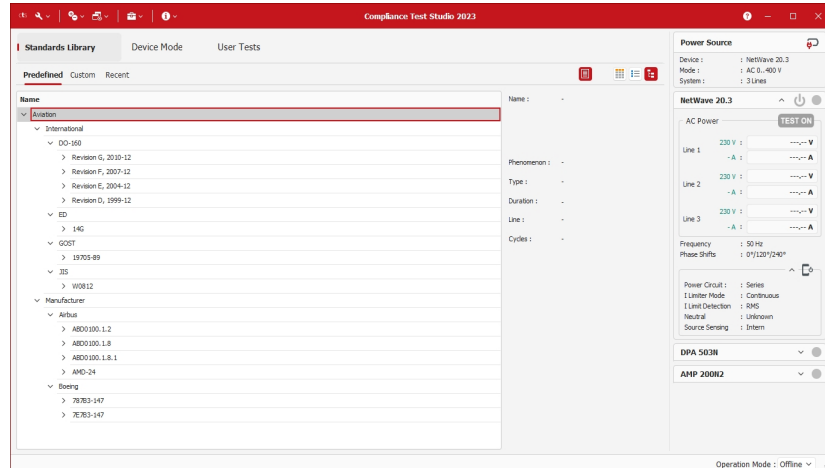 Compliance Test Studio 2023
Standards Library Device Mode User Tests
Predefined Custom Recent
Name
Aviation
International
DO-160
Revision G, 2010-12
Revision F, 2007-12
Revision E, 2004-12
Revision D, 1999-12
ED
14G
GOST
19705-89
JIS
W0812
Manufacturer
Airbus
ABD0100.1.2
ABD0100.1.8
ABD0100.1.8.1
AMD-24
Boeing
787B3-147
7E7B3-147
Name : -
Phenomenon : -
Type : -
Duration : -
Line : -
Cycles : -
Power Source
Device : : NetWave 20.3
Mode : : AC 0..400 V
System : : 3 Lines
NetWave 20.3
AC Power TEST ON
Line 1
230 V : ---,-- V
- A : ---,-- A
Line 2
230 V : ---,-- V
- A : ---,-- A
Line 3
230 V : ---,-- V
- A : ---,-- A
Frequency : 50 Hz
Phase Shifts : 0°/120°/240°
Power Circuit : : Series
I Limiter Mode : Continuous
I Limit Detection : RMS
Neutral : Unknown
Source Sensing : Intern
DPA 503N
AMP 200N2
Operation Mode : Offline